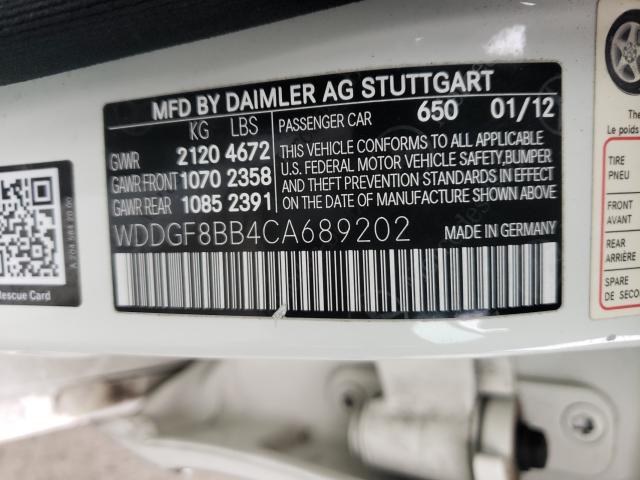 MFD BY DAIMLER AG STUTTGART
KG LBS
PASSENGER CAR 650 01/12
GVWR 2120 4672
GAWR FRONT 1070 2358
GAWR REAR 1085 2391
THIS VEHICLE CONFORMS TO ALL APPLICABLE
U.S. FEDERAL MOTOR VEHICLE SAFETY, BUMPER
AND THEFT PREVENTION STANDARDS IN EFFECT
ON THE DATE OF MANUFACTURE SHOWN ABOVE
WDDGF8BB4CA689202 MADE IN GERMANY
Rescue Card
The
Le poids
TIRE
PNEU
FRONT
AVANT
REAR
ARRIÈRE
SPARE
DE SECO